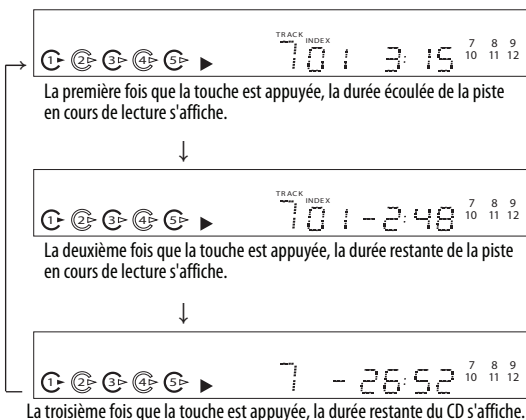 TRACK INDEX
1 2 3 4 5 7 01 3:15 7 8 9
10 11 12
La première fois que la touche est appuyée, la durée écoulée de la piste
en cours de lecture s'affiche.
↓
TRACK INDEX
1 2 3 4 5 7 01 -2:48 7 8 9
10 11 12
La deuxième fois que la touche est appuyée, la durée restante de la piste
en cours de lecture s'affiche.
↓
1 2 3 4 5 7 -26:52 7 8 9
10 11 12
La troisième fois que la touche est appuyée, la durée restante du CD s'affiche.